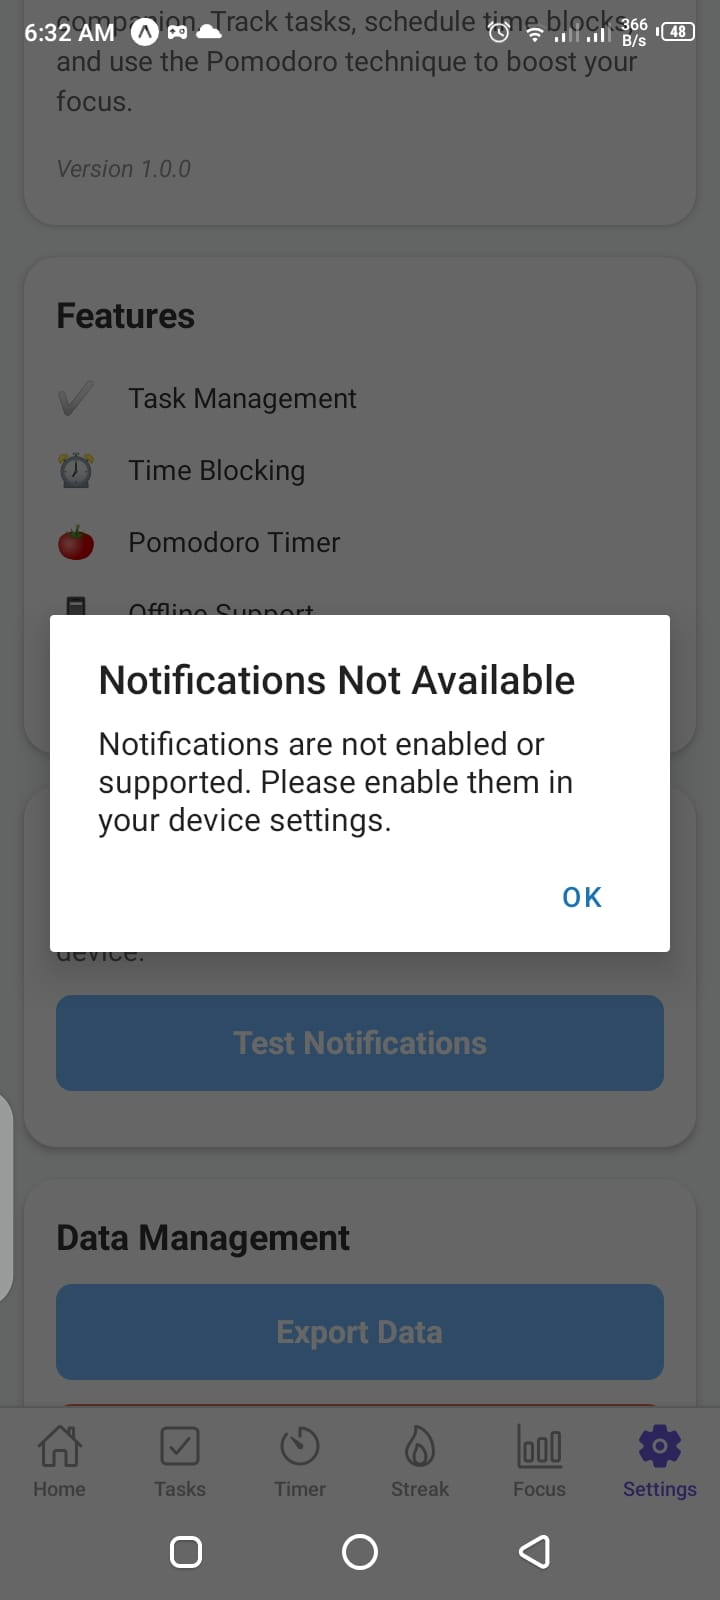 companion. Track tasks, schedule time blocks,
6:32 AM
366
B/s
48
and use the Pomodoro technique to boost your
focus.
Version 1.0.0
Features
Task Management
Time Blocking
Pomodoro Timer
Offline Support
Notifications Not Available
Notifications are not enabled or
supported. Please enable them in
your device settings.
OK
device.
Test Notifications
Data Management
Export Data
Home
Tasks
Timer
Streak
Focus
Settings